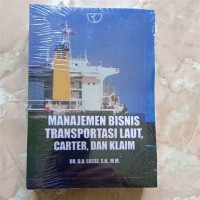 MANAJEMEN BISNIS
TRANSPORTASI LAUT,
CARTER, DAN KLAIM
DR. D.A. LASSE, S.H., M.M.